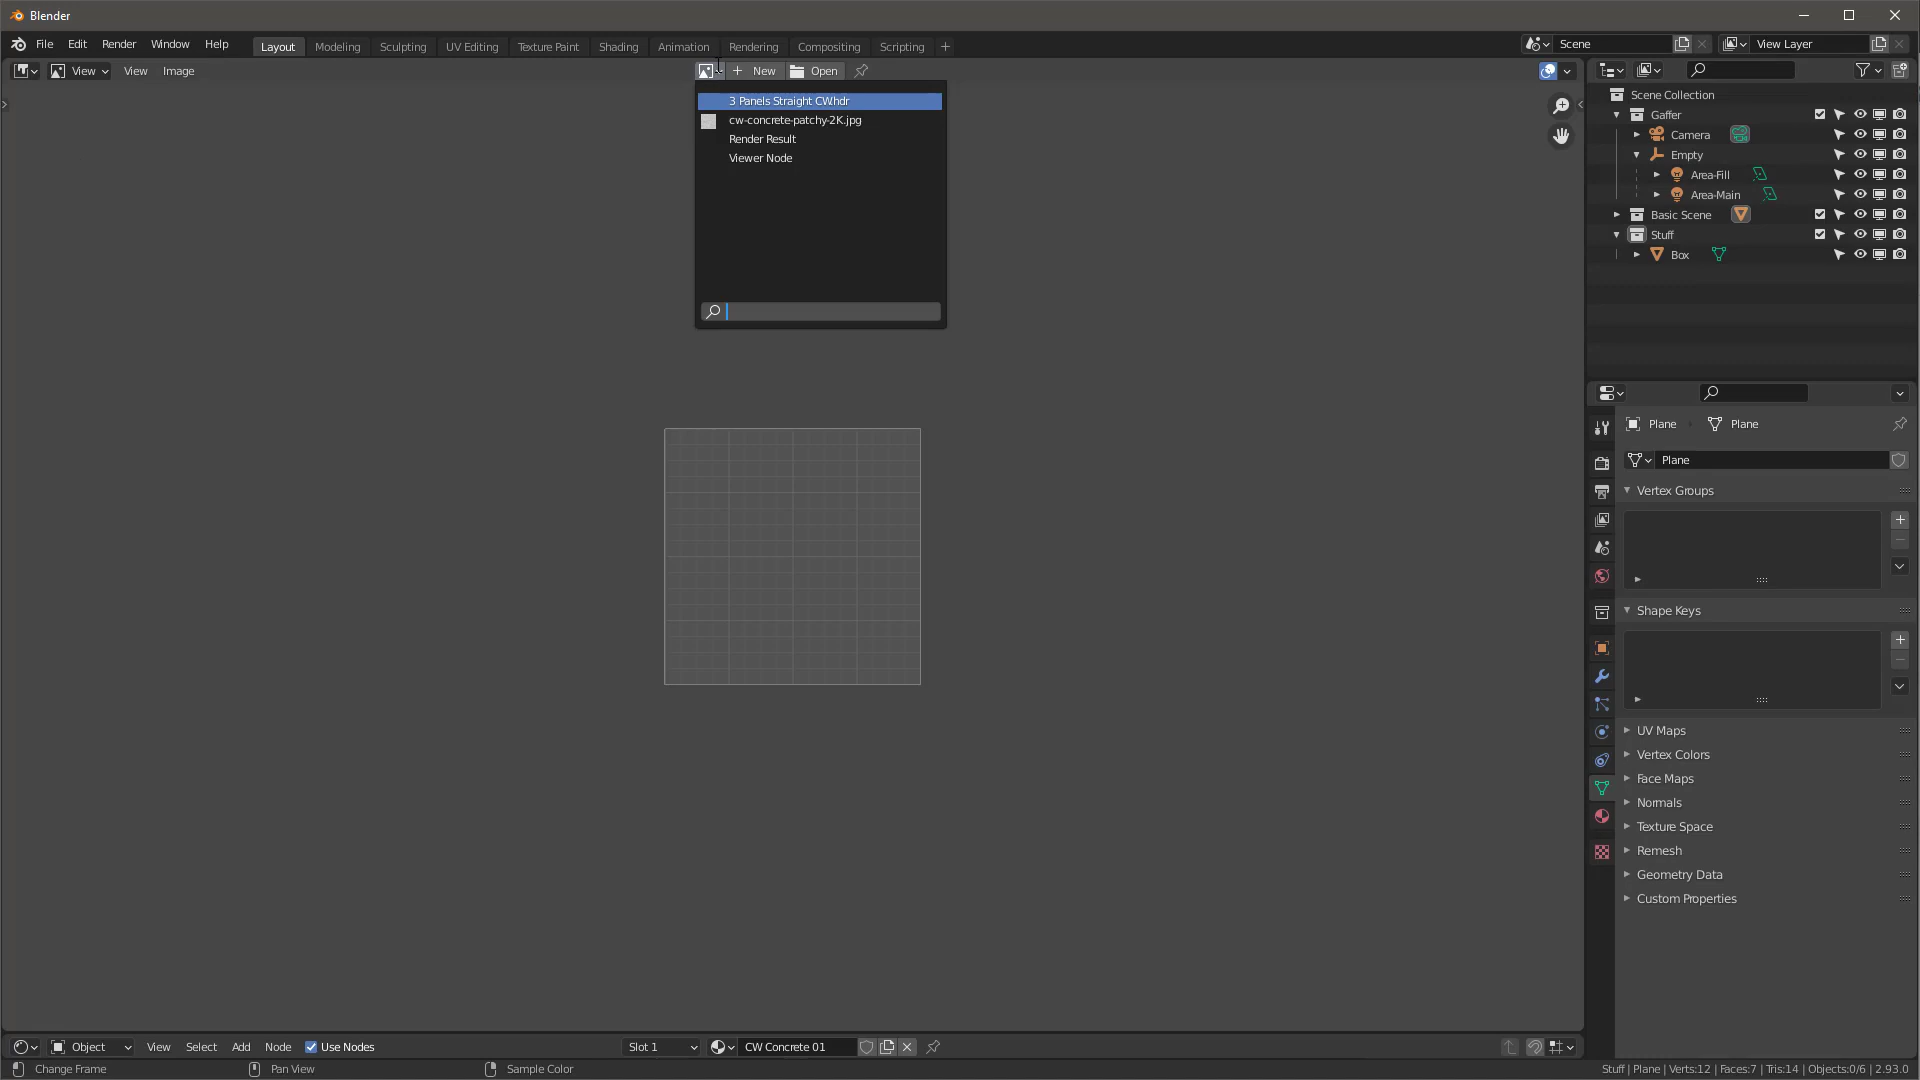 Blender
File Edit Render Window Help Layout Modeling Sculpting UV Editing Texture Paint Shading Animation Rendering Compositing Scripting + Scene View Layer
View View Image New Open
3 Panels Straight CW.hdr
cw-concrete-patchy-2K.jpg
Render Result
Viewer Node
Scene Collection
Gaffer
Camera
Empty
Area-Fill
Area-Main
Basic Scene
Stuff
Box
Plane Plane
Plane
Vertex Groups
Shape Keys
UV Maps
Vertex Colors
Face Maps
Normals
Texture Space
Remesh
Geometry Data
Custom Properties
Object View Select Add Node Use Nodes Slot 1 CW Concrete 01
Change Frame Pan View Sample Color Stuff | Plane | Verts:12 | Faces:7 | Tris:14 | Objects:0/6 | 2.93.0